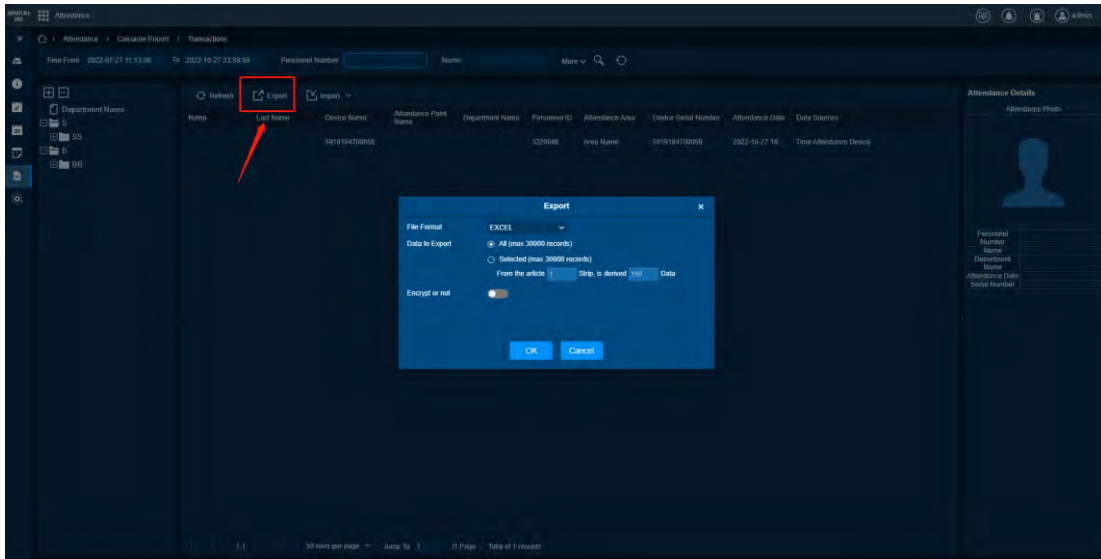 Attendance
admin
/ Attendance / Calculate Report / Transactions
Time From 2022-07-27 11:13:06 To 2022-10-27 23:59:59 Personnel Number Name More
Refresh Export Import
Department Name
S
SS
B
BB
Name Last Name Device Name Attendance Point Name Department Name Personnel ID Attendance Area Device Serial Number Attendance Date Data Sources
5919194700058 3220048 Area Name 5919194700058 2022-10-27 10 Time Attendance Device
Attendance Details
Attendance Photo
Personnel
Number
Name
Department
Name
Attendance Date
Serial Number
Export
File Format EXCEL
Data to Export All (max 30000 records)
Selected (max 30000 records)
From the article 1 Strip, is derived 100 Data
Encrypt or not
OK Cancel
1-1 50 rows per page Jump To 1 /1 Page Total of 1 records